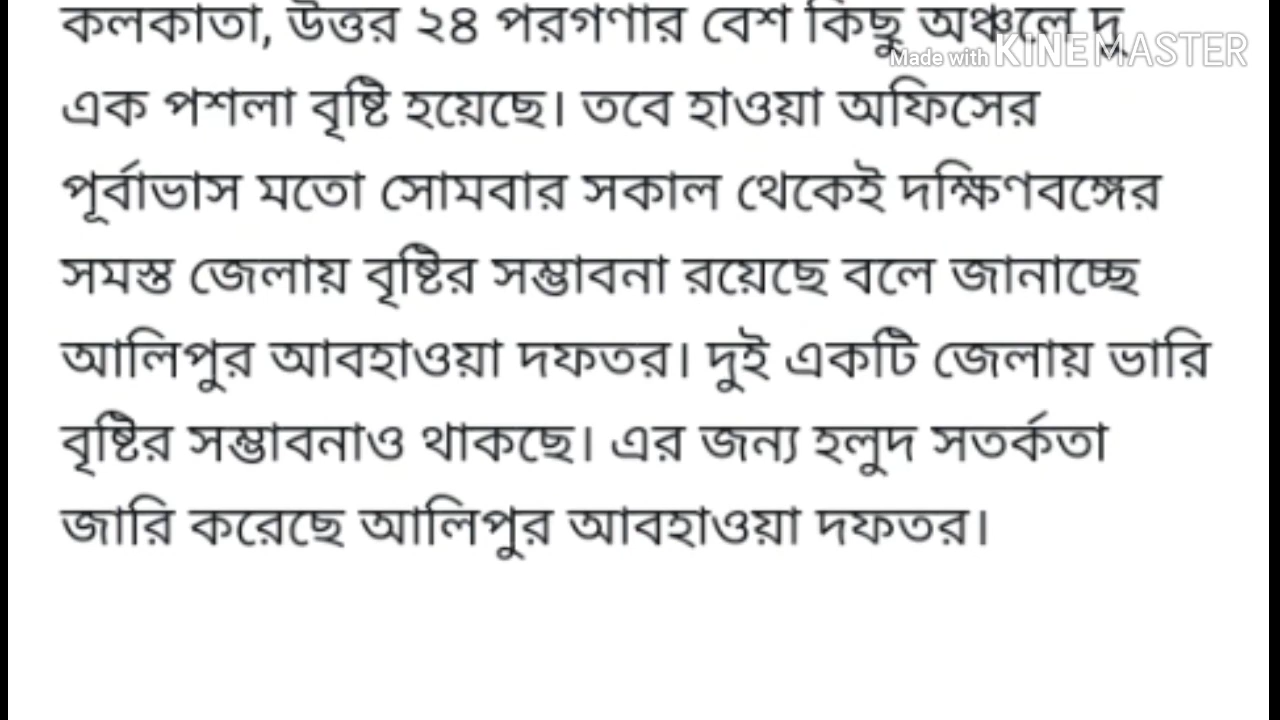 কলকাতা, উত্তর ২৪ পরগণার বেশ কিছু অঞ্চলে দু
Made with KINEMASTER
এক পশলা বৃষ্টি হয়েছে। তবে হাওয়া অফিসের
পূর্বাভাস মতো সোমবার সকাল থেকেই দক্ষিণবঙ্গের
সমস্ত জেলায় বৃষ্টির সম্ভাবনা রয়েছে বলে জানাচ্ছে
আলিপুর আবহাওয়া দফতর। দুই একটি জেলায় ভারি
বৃষ্টির সম্ভাবনাও থাকছে। এর জন্য হলুদ সতর্কতা
জারি করেছে আলিপুর আবহাওয়া দফতর।